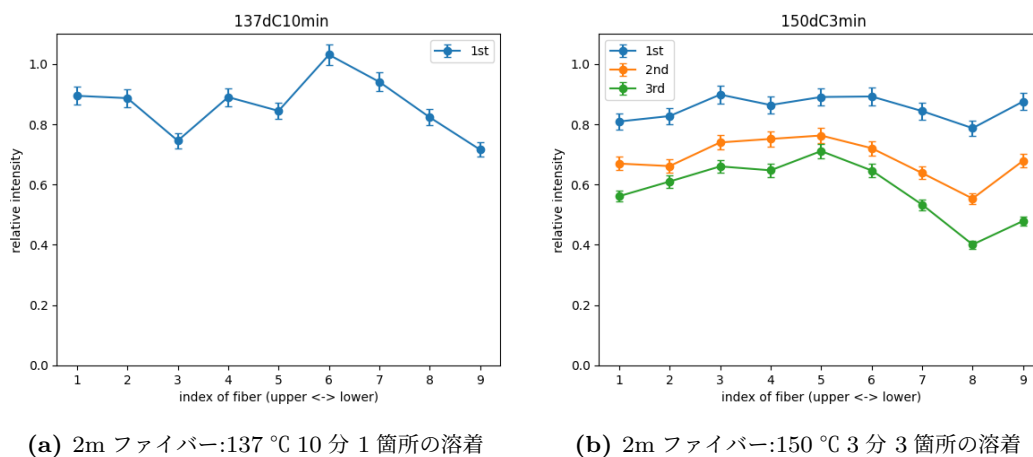 137dC10min
1st
1.0
0.8
0.6
0.4
0.2
0.0
relative intensity
1 2 3 4 5 6 7 8 9
index of fiber (upper <-> lower)
(a) 2m ファイバー:137 ℃ 10 分 1 箇所の溶着
150dC3min
1st
2nd
3rd
1.0
0.8
0.6
0.4
0.2
0.0
relative intensity
1 2 3 4 5 6 7 8 9
index of fiber (upper <-> lower)
(b) 2m ファイバー:150 ℃ 3 分 3 箇所の溶着